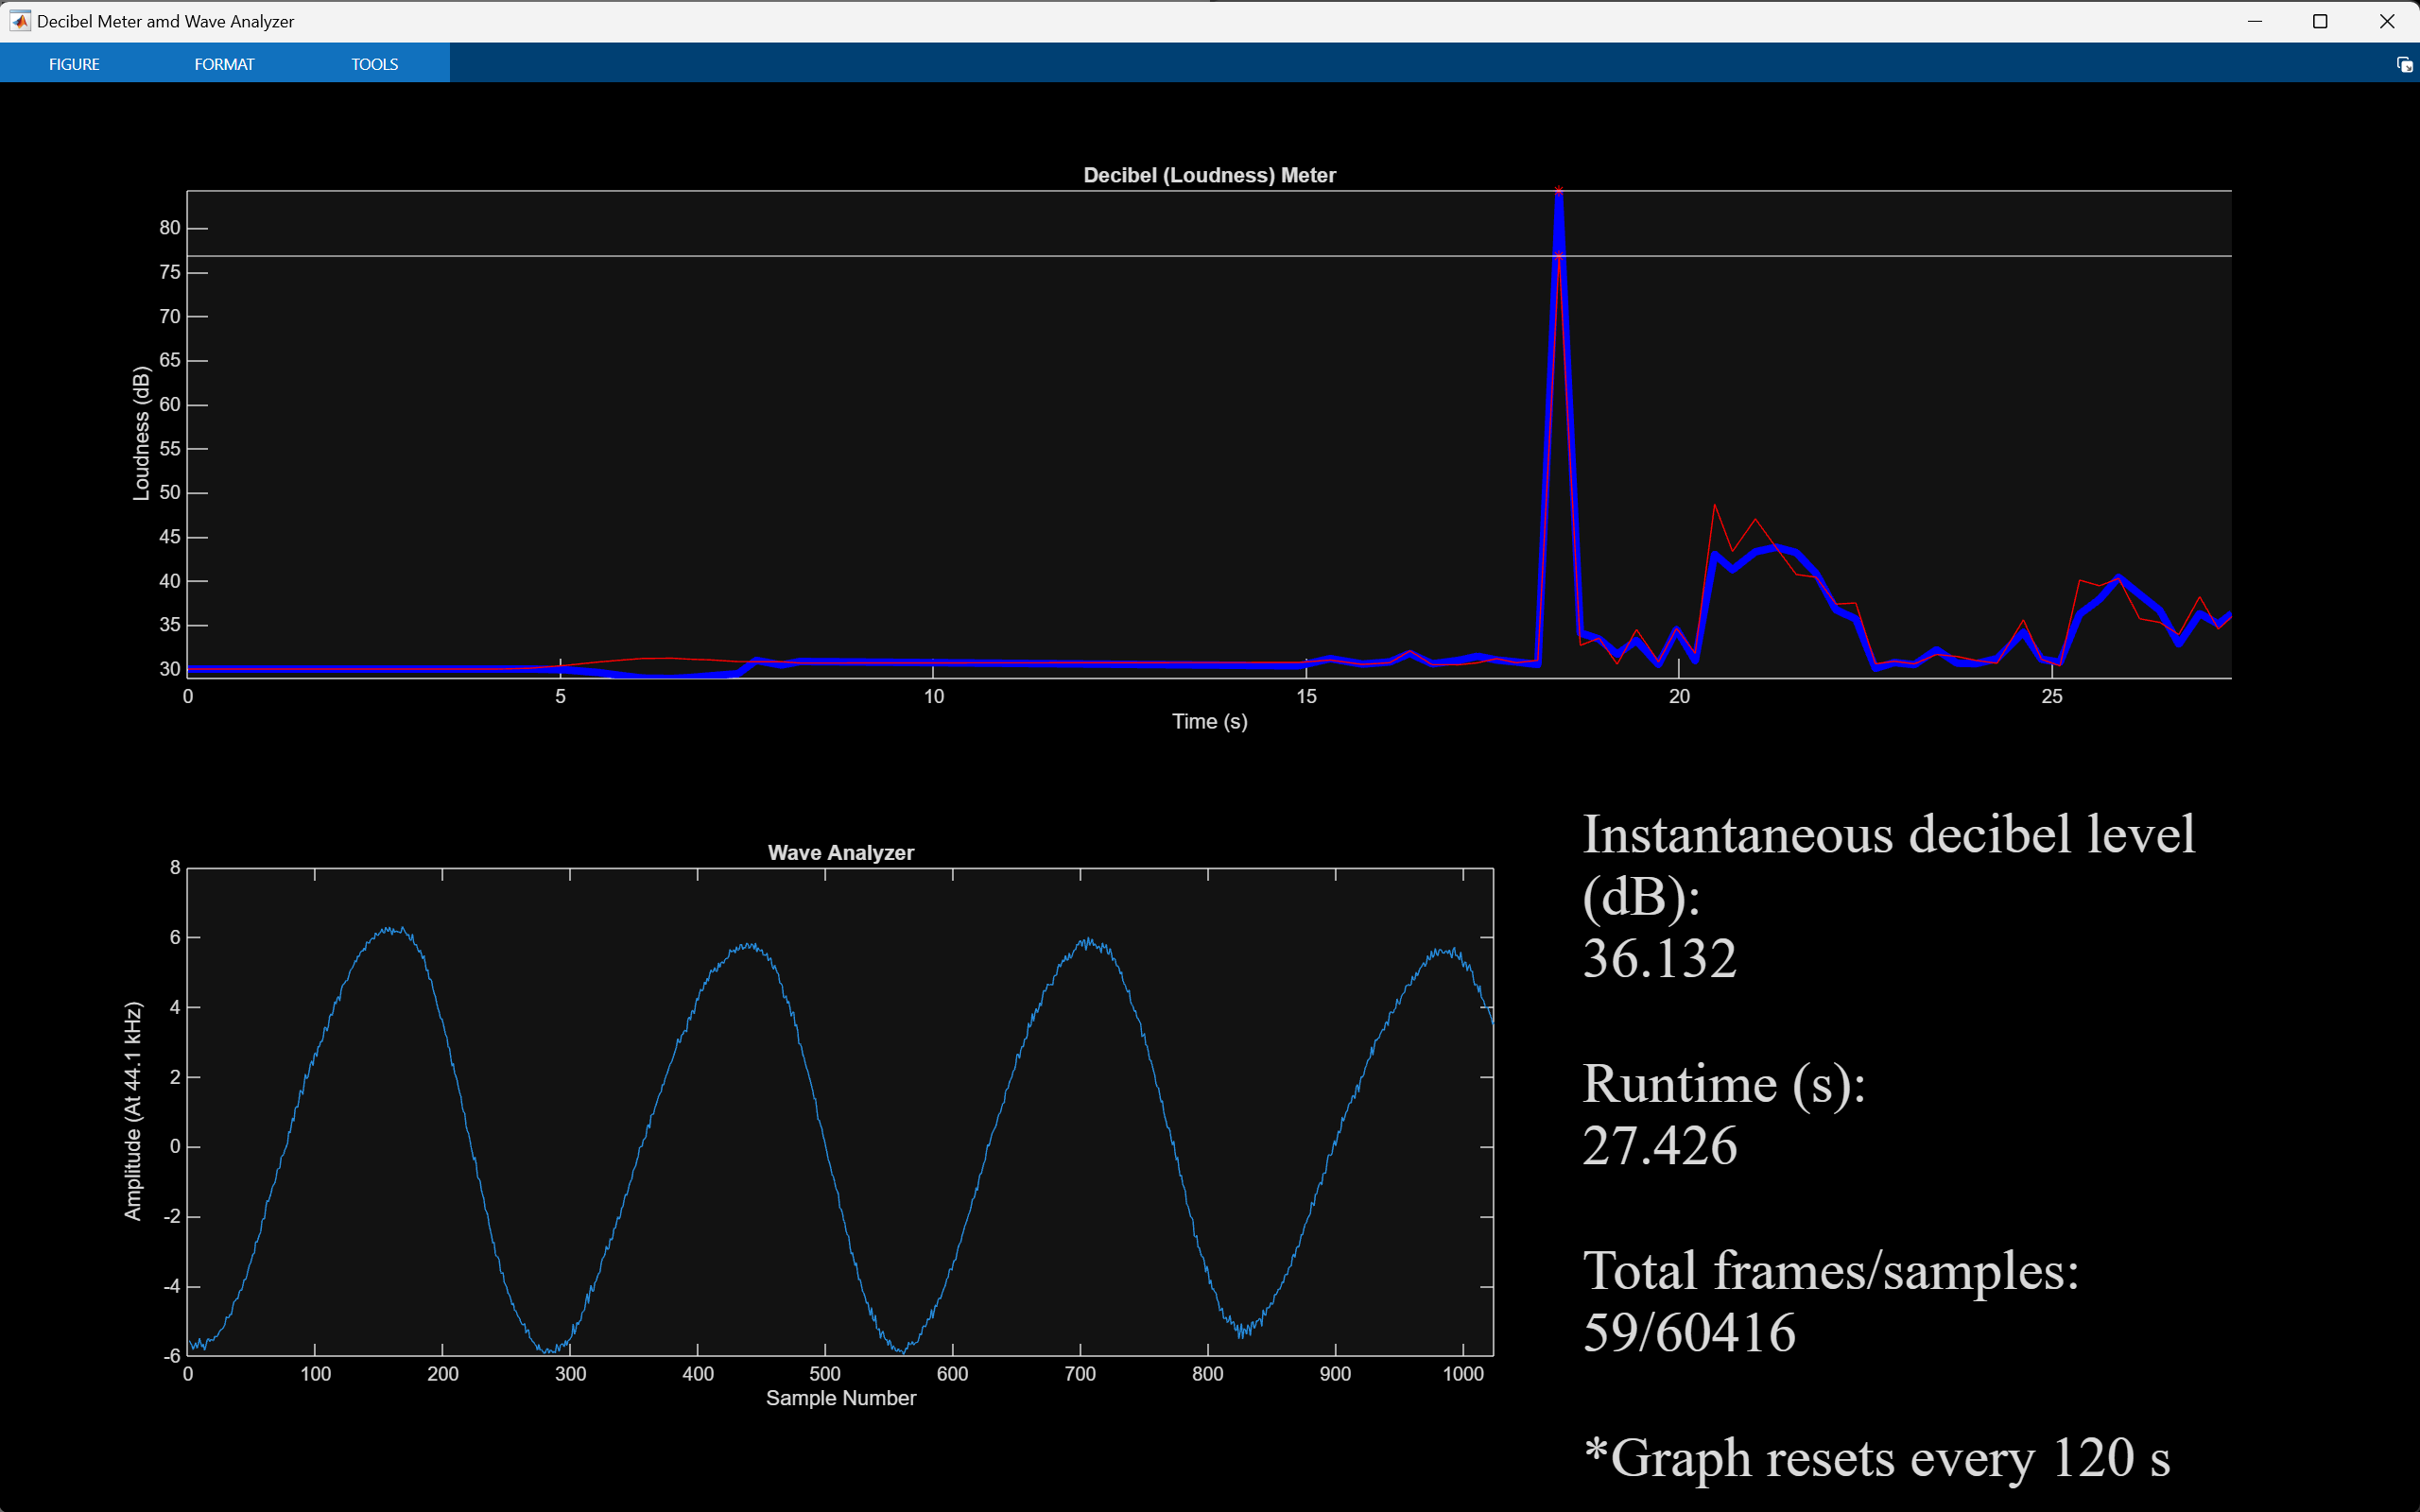 Decibel Meter amd Wave Analyzer
FIGURE FORMAT TOOLS
Decibel (Loudness) Meter
80
75
70
65
60
55
50
45
40
35
30
Loudness (dB)
0 5 10 15 20 25
Time (s)
Wave Analyzer
8
6
4
2
0
-2
-4
-6
Amplitude (At 44.1 kHz)
0 100 200 300 400 500 600 700 800 900 1000
Sample Number
Instantaneous decibel level
(dB):
36.132
Runtime (s):
27.426
Total frames/samples:
59/60416
*Graph resets every 120 s